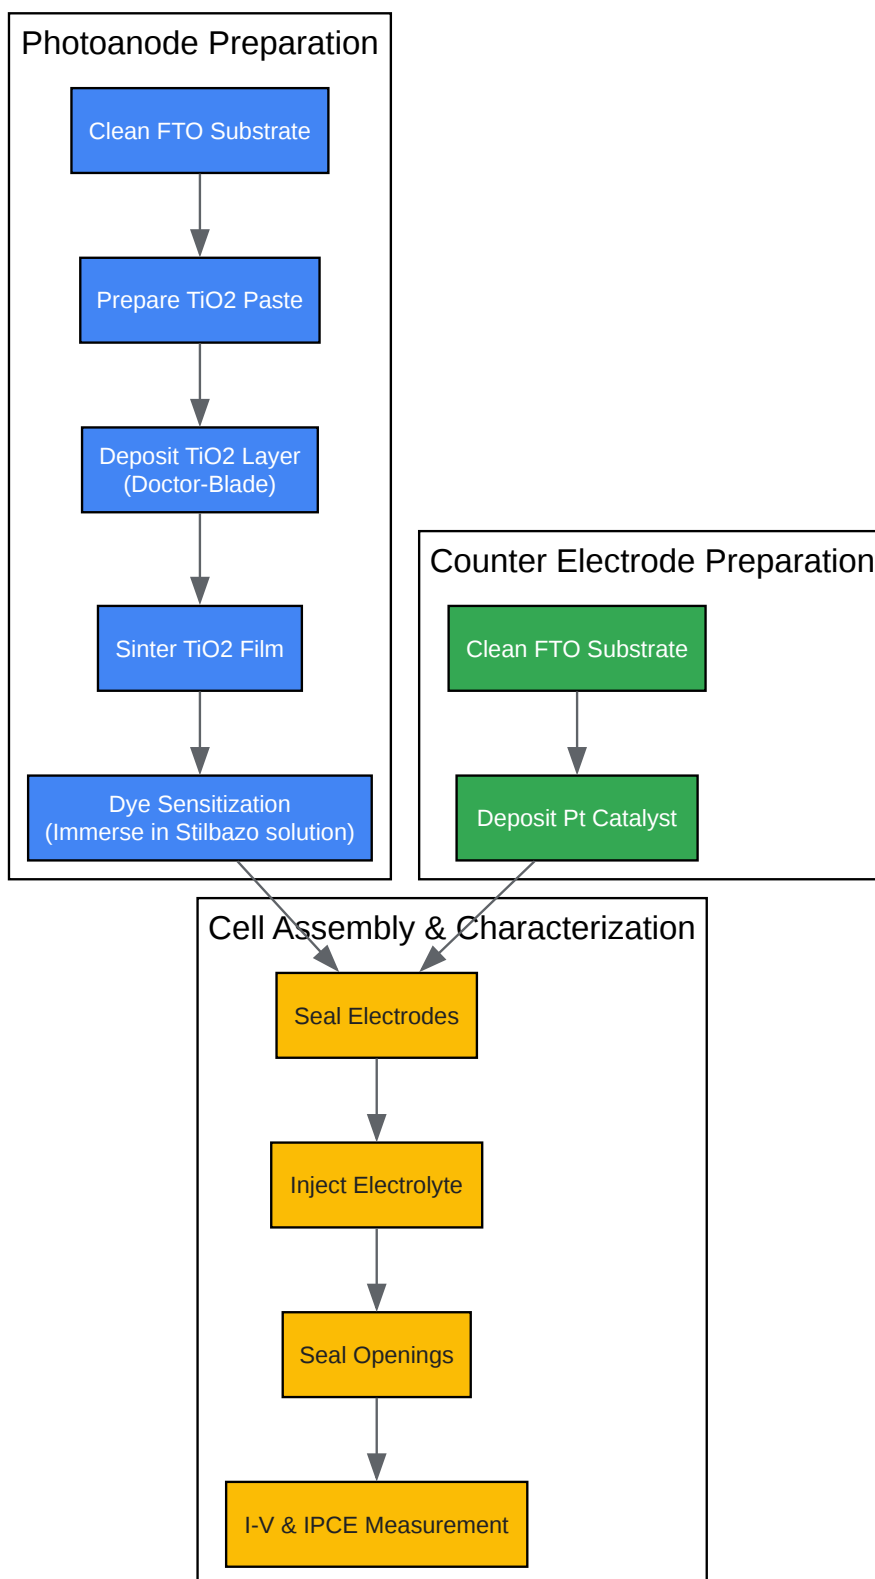 Photoanode Preparation
Clean FTO Substrate
Prepare TiO2 Paste
Deposit TiO2 Layer
(Doctor-Blade)
Sinter TiO2 Film
Dye Sensitization
(Immerse in Stilbazo solution)
Counter Electrode Preparation
Clean FTO Substrate
Deposit Pt Catalyst
Cell Assembly & Characterization
Seal Electrodes
Inject Electrolyte
Seal Openings
I-V & IPCE Measurement